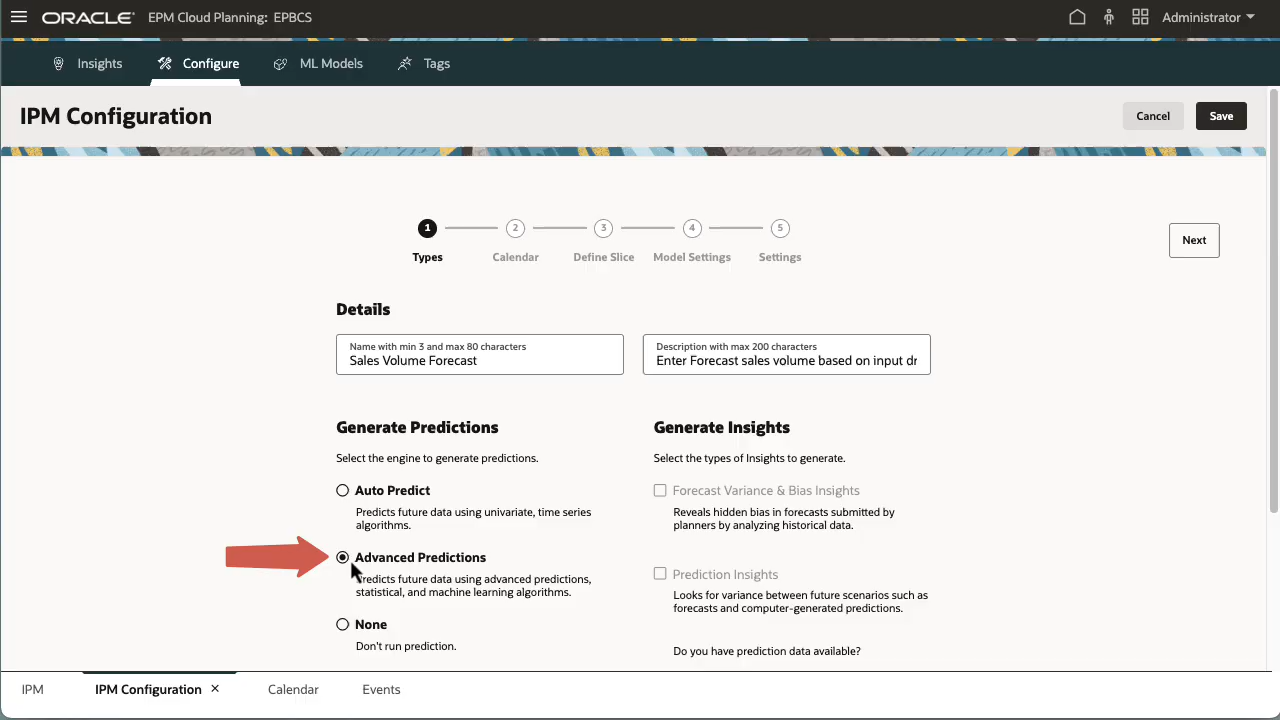 ORACLE EPM Cloud Planning: EPBCS Administrator
Insights Configure ML Models Tags
IPM Configuration Cancel Save
1 2 3 4 5
Next
Types Calendar Define Slice Model Settings Settings
Details
Name with min 3 and max 80 characters
Sales Volume Forecast
Description with max 200 characters
Enter Forecast sales volume based on input dr
Generate Predictions
Select the engine to generate predictions.
Auto Predict
Predicts future data using univariate, time series
algorithms.
Advanced Predictions
Predicts future data using advanced predictions,
statistical, and machine learning algorithms.
None
Don't run prediction.
Generate Insights
Select the types of Insights to generate.
Forecast Variance & Bias Insights
Reveals hidden bias in forecasts submitted by
planners by analyzing historical data.
Prediction Insights
Looks for variance between future scenarios such as
forecasts and computer-generated predictions.
Do you have prediction data available?
IPM IPM Configuration Calendar Events